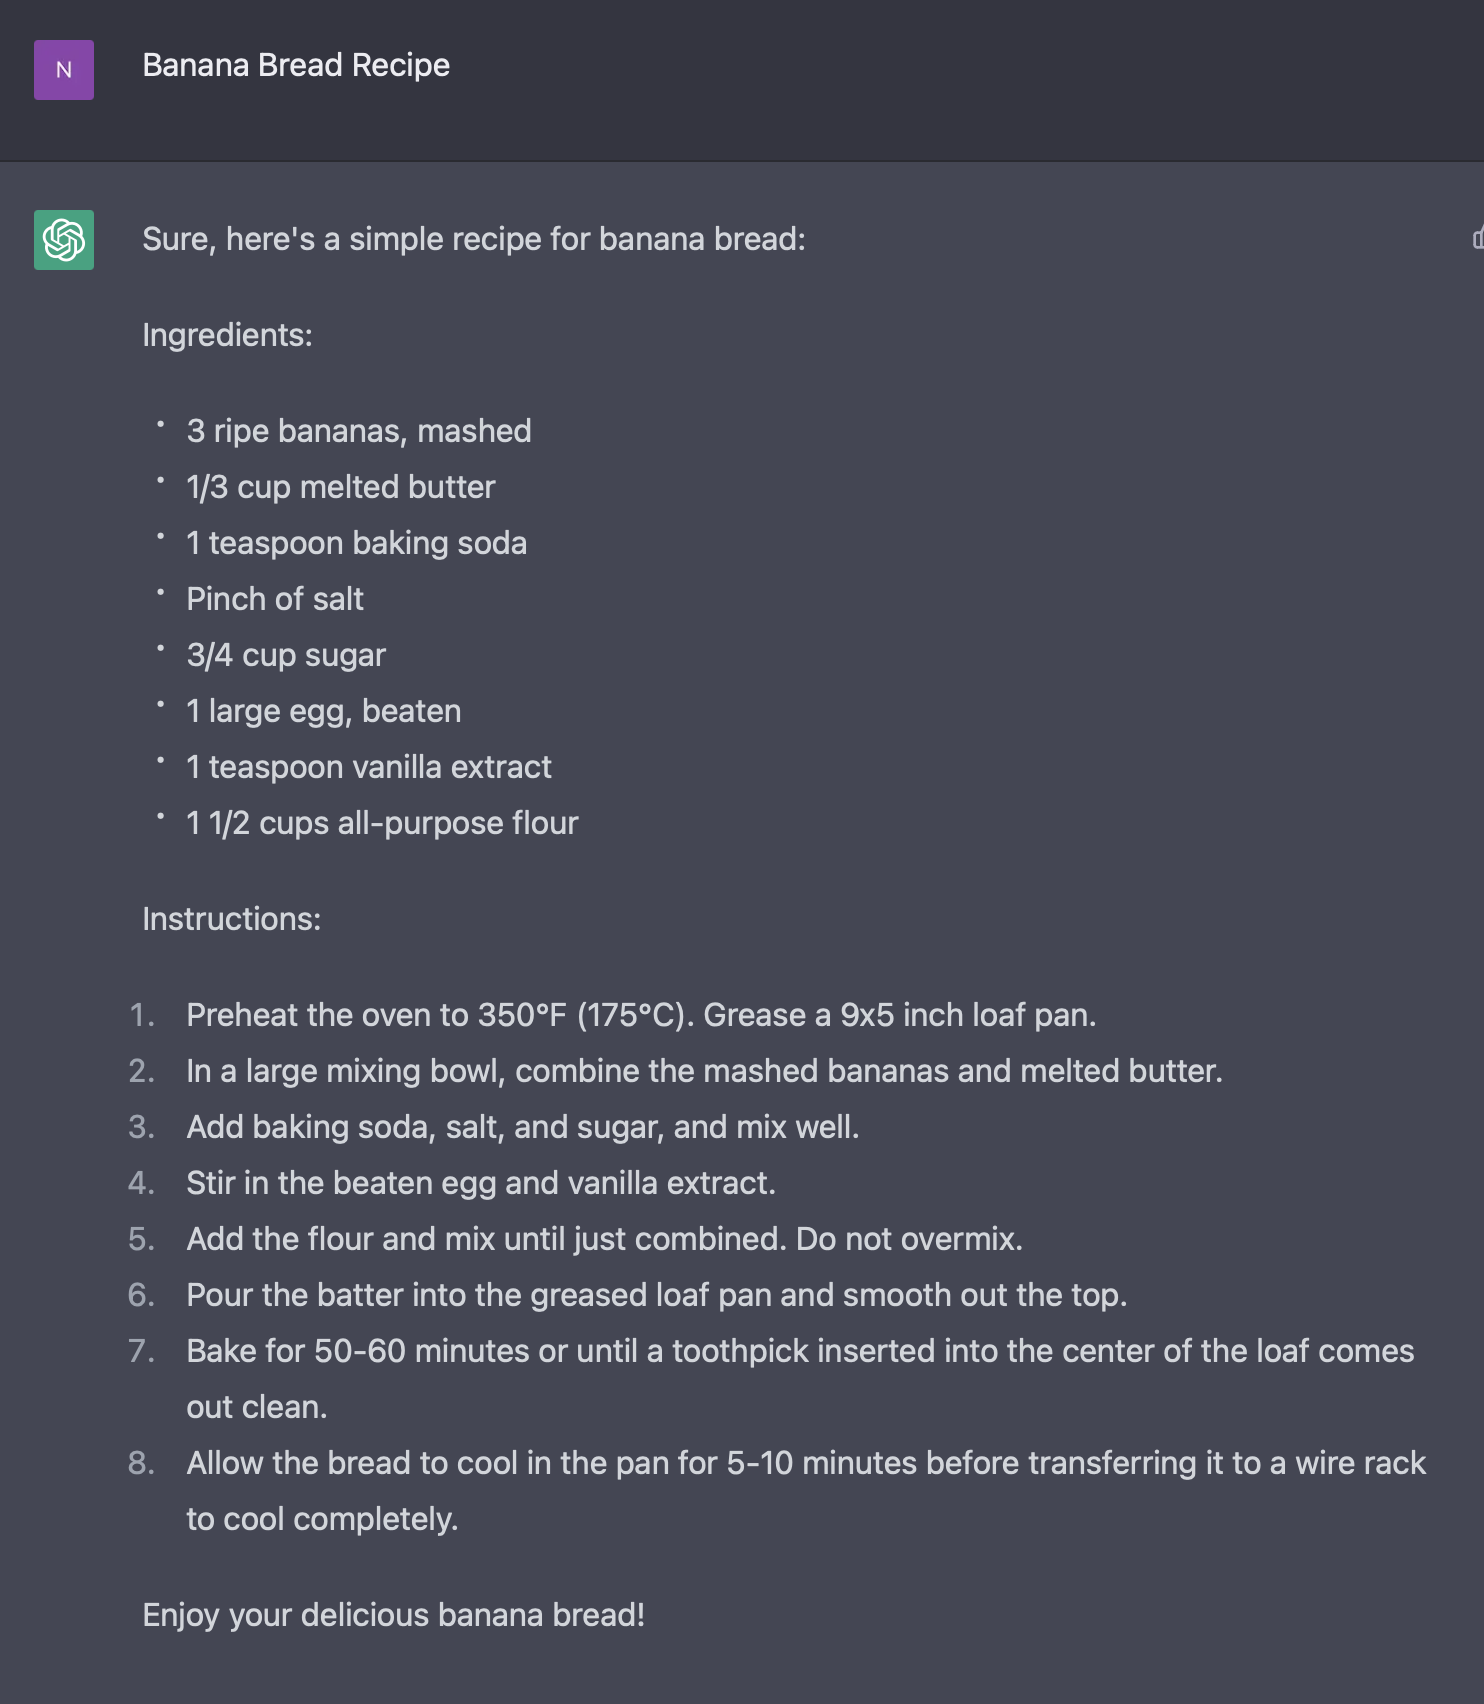 N
Banana Bread Recipe
Sure, here's a simple recipe for banana bread:
Ingredients:
• 3 ripe bananas, mashed
• 1/3 cup melted butter
• 1 teaspoon baking soda
• Pinch of salt
• 3/4 cup sugar
• 1 large egg, beaten
• 1 teaspoon vanilla extract
• 1 1/2 cups all-purpose flour
Instructions:
1. Preheat the oven to 350°F (175°C). Grease a 9x5 inch loaf pan.
2. In a large mixing bowl, combine the mashed bananas and melted butter.
3. Add baking soda, salt, and sugar, and mix well.
4. Stir in the beaten egg and vanilla extract.
5. Add the flour and mix until just combined. Do not overmix.
6. Pour the batter into the greased loaf pan and smooth out the top.
7. Bake for 50-60 minutes or until a toothpick inserted into the center of the loaf comes
out clean.
8. Allow the bread to cool in the pan for 5-10 minutes before transferring it to a wire rack
to cool completely.
Enjoy your delicious banana bread!